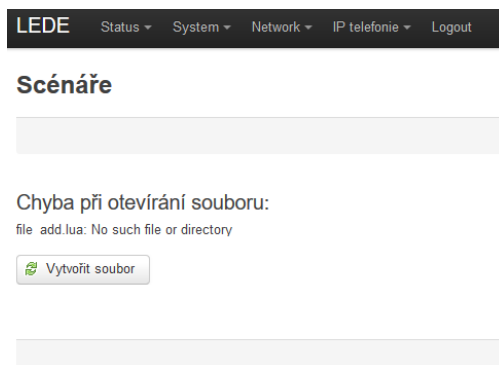 LEDE Status System Network IP telefonie Logout
Scénáře
Chyba při otevírání souboru:
file add.lua: No such file or directory
Vytvořit soubor